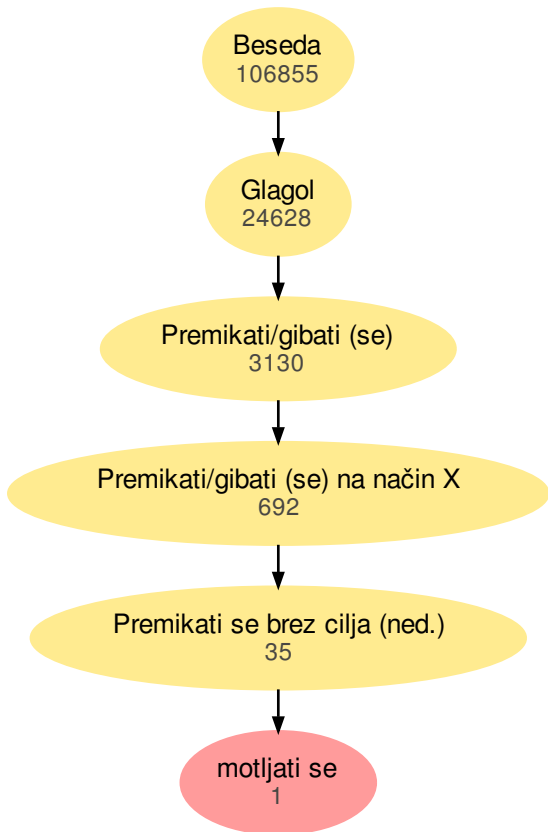 Beseda
106855
Glagol
24628
Premikati/gibati (se)
3130
Premikati/gibati (se) na način X
692
Premikati se brez cilja (ned.)
35
motljati se
1